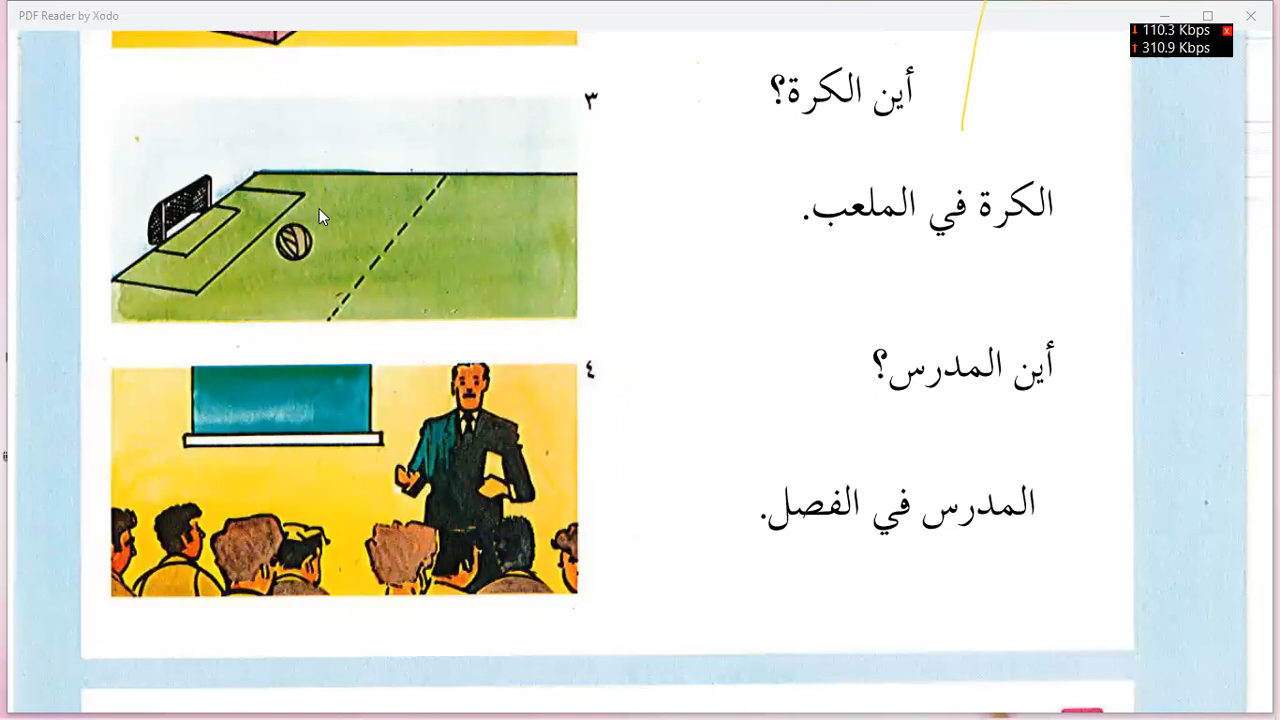 PDF Reader by Xodo
↓ 110.3 Kbps x
↑ 310.9 Kbps
أين الكرة؟
٣
الكرة في الملعب.
أين المدرس؟
٤
المدرس في الفصل.